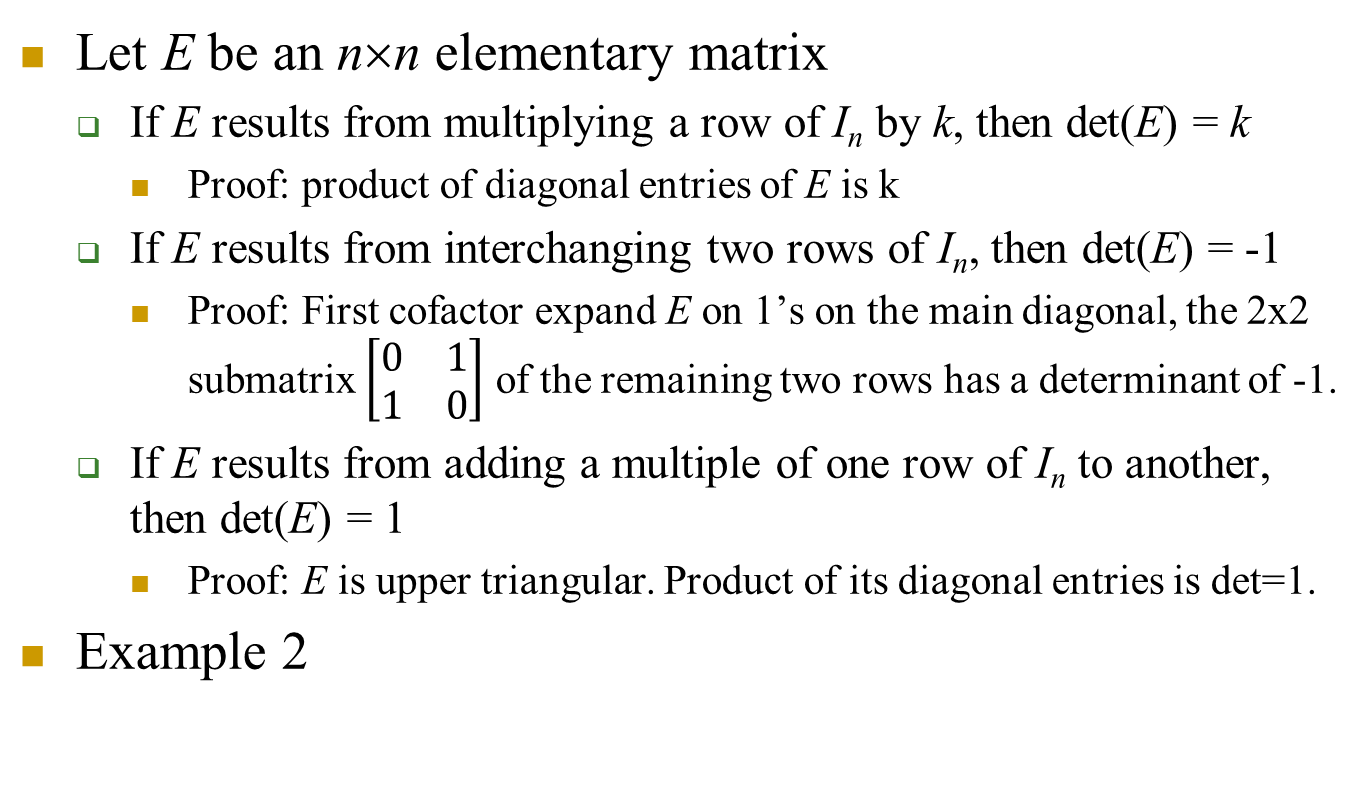 Let E be an n×n elementary matrix
If E results from multiplying a row of Iₙ by k, then det(E) = k
Proof: product of diagonal entries of E is k
If E results from interchanging two rows of Iₙ, then det(E) = -1
Proof: First cofactor expand E on 1’s on the main diagonal, the 2x2
submatrix [0 1; 1 0] of the remaining two rows has a determinant of -1.
If E results from adding a multiple of one row of Iₙ to another,
then det(E) = 1
Proof: E is upper triangular. Product of its diagonal entries is det=1.
Example 2